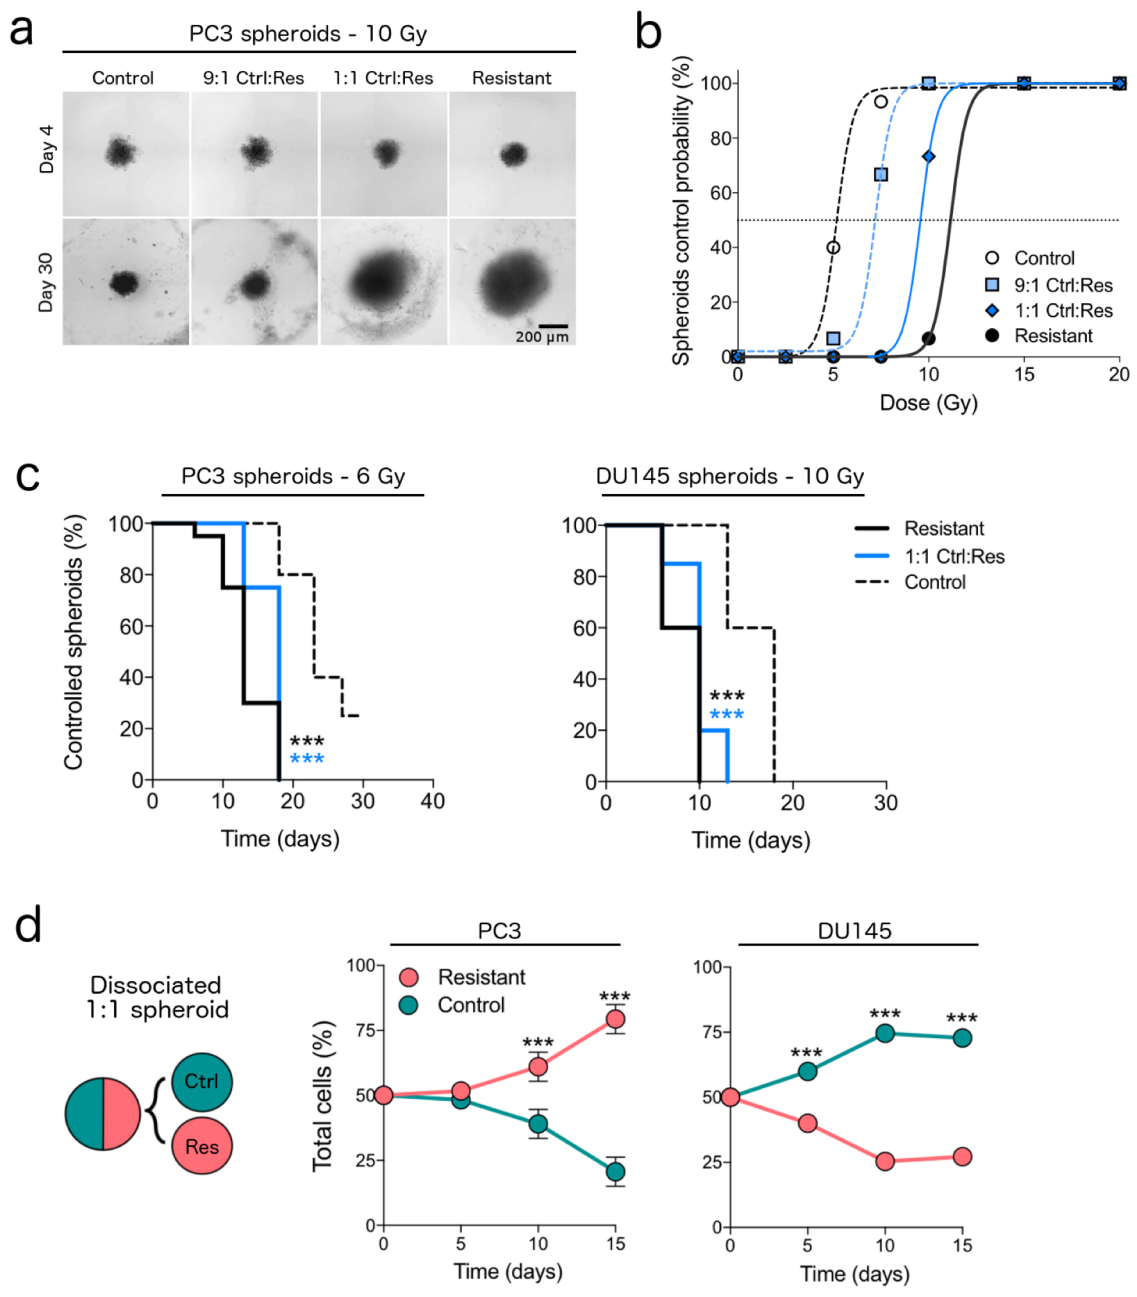 a
PC3 spheroids - 10 Gy
Control 9:1 Ctrl:Res 1:1 Ctrl:Res Resistant
Day 4
Day 30
200 μm
b
Spheroids control probability (%)
100
80
60
40
20
0
0 5 10 15 20
Dose (Gy)
Control
9:1 Ctrl:Res
1:1 Ctrl:Res
Resistant
c
PC3 spheroids - 6 Gy
Controlled spheroids (%)
100
80
60
40
20
0
***
***
0 10 20 30 40
Time (days)
DU145 spheroids - 10 Gy
100
80
60
40
20
0
***
***
0 10 20 30
Time (days)
Resistant
1:1 Ctrl:Res
Control
d
Dissociated
1:1 spheroid
Ctrl
Res
PC3
Total cells (%)
100
75
50
25
0
Resistant
Control
*** ***
0 5 10 15
Time (days)
DU145
100
75
50
25
0
*** *** ***
0 5 10 15
Time (days)